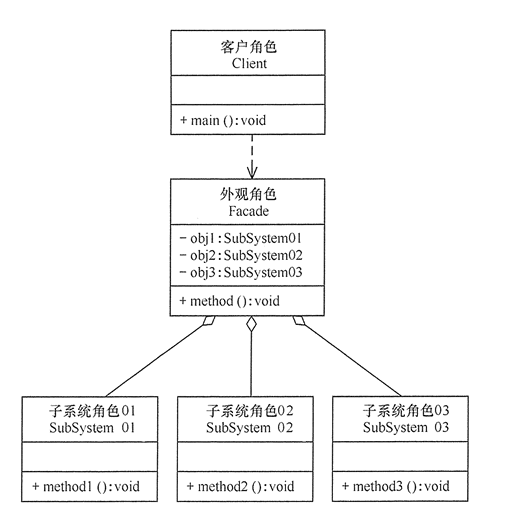 客户角色
Client
+ main ():void
外观角色
Facade
- obj1:SubSystem01
- obj2:SubSystem02
- obj3:SubSystem03
+ method ():void
子系统角色01
SubSystem 01
+ method1 ():void
子系统角色02
SubSystem 02
+ method2 ():void
子系统角色03
SubSystem 03
+ method3 ():void